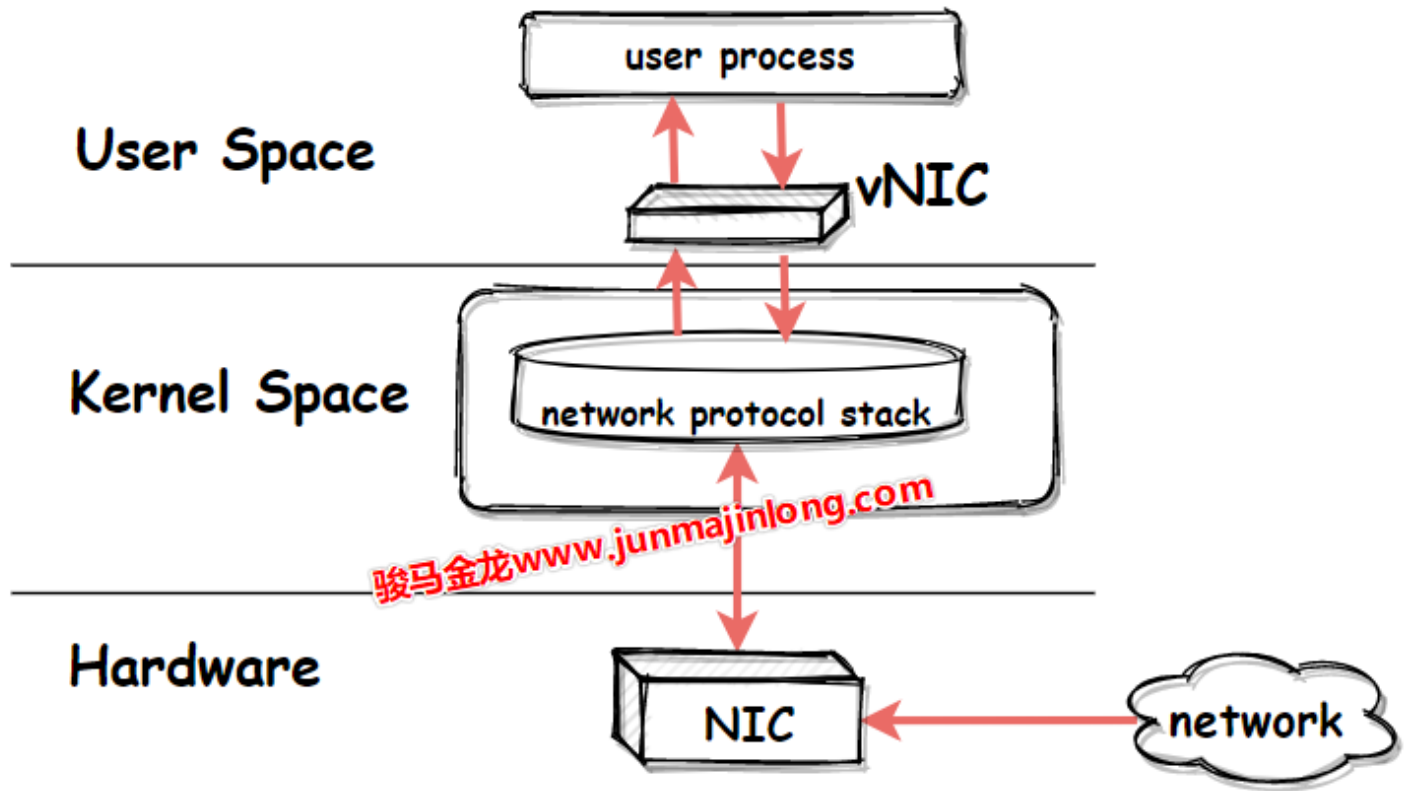 user process
User Space
vNIC
Kernel Space
network protocol stack
骏马金龙www.junmajinlong.com
Hardware
NIC
network